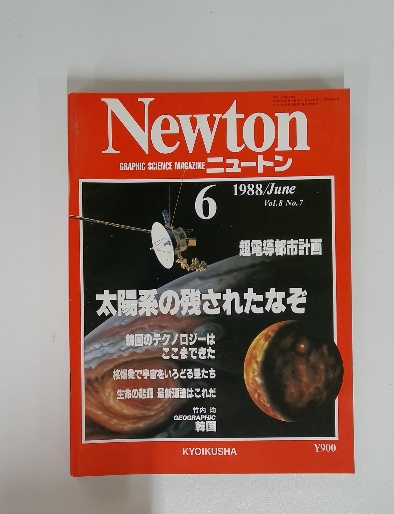 Newton
GRAPHIC SCIENCE MAGAZINE ニュートン
6
1988/June
Vol.8 No.7
超電導都市計画
太陽系の残されたなぞ
韓国のテクノロジーは
ここまできた
核爆発で宇宙をいろどる星たち
生命の起源 最新理論はこれだ
竹内 均
GEOGRAPHIC
韓国
KYOIKUSHA
¥900